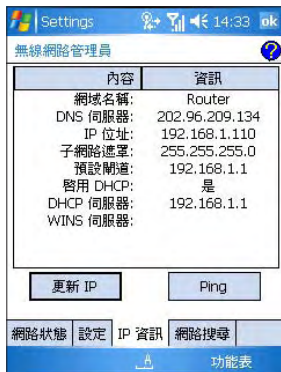 Settings 14:33 ok
無線網路管理員
內容 資訊
網域名稱: Router
DNS 伺服器: 202.96.209.134
IP 位址: 192.168.1.110
子網路遮罩: 255.255.255.0
預設閘道: 192.168.1.1
啓用 DHCP: 是
DHCP 伺服器: 192.168.1.1
WINS 伺服器:
更新 IP Ping
網路狀態 設定 IP 資訊 網路搜尋
功能表